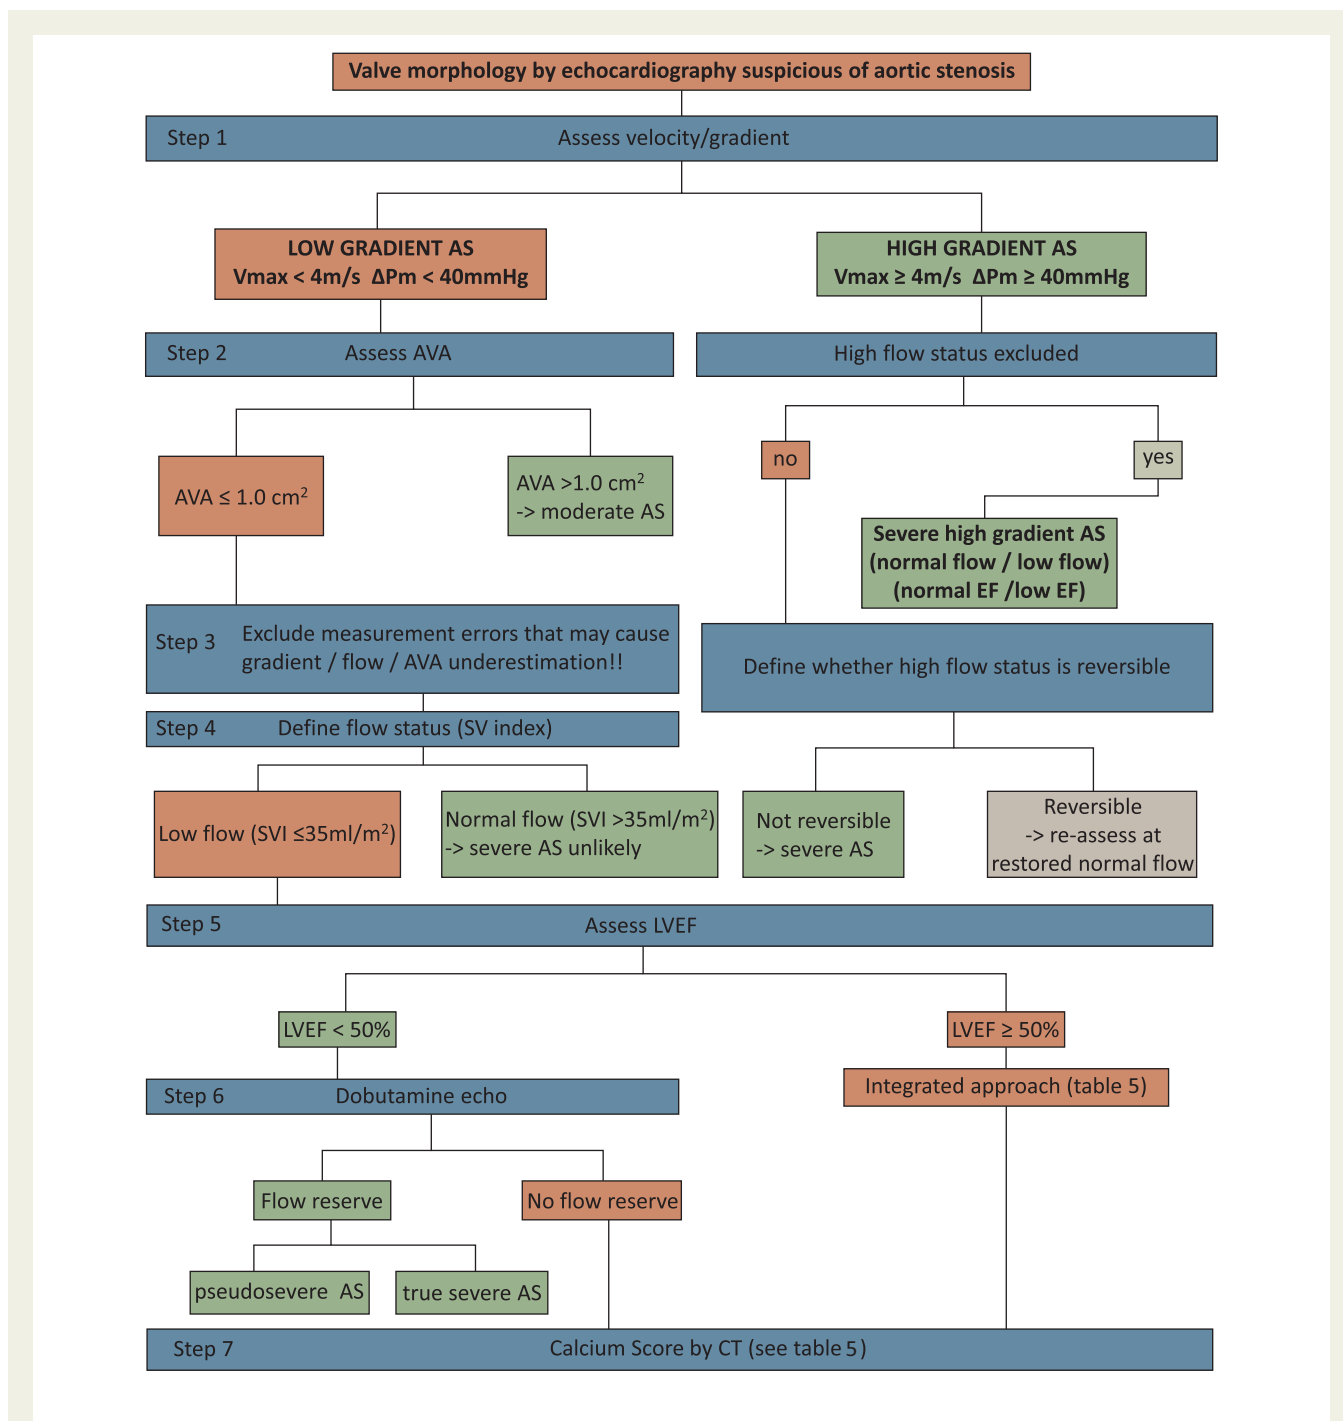 Valve morphology by echocardiography suspicious of aortic stenosis
Step 1
Assess velocity/gradient
LOW GRADIENT AS
Vmax < 4m/s ΔPm < 40mmHg
HIGH GRADIENT AS
Vmax ≥ 4m/s ΔPm ≥ 40mmHg
Step 2
Assess AVA
High flow status excluded
no
yes
AVA ≤ 1.0 cm²
AVA >1.0 cm²
-> moderate AS
Severe high gradient AS
(normal flow / low flow)
(normal EF /low EF)
Step 3
Exclude measurement errors that may cause
gradient / flow / AVA underestimation!!
Define whether high flow status is reversible
Step 4
Define flow status (SV index)
Low flow (SVI ≤35ml/m²)
Normal flow (SVI >35ml/m²)
-> severe AS unlikely
Not reversible
-> severe AS
Reversible
-> re-assess at
restored normal flow
Step 5
Assess LVEF
LVEF < 50%
LVEF ≥ 50%
Step 6
Dobutamine echo
Integrated approach (table 5)
Flow reserve
No flow reserve
pseudosevere AS
true severe AS
Step 7
Calcium Score by CT (see table 5)